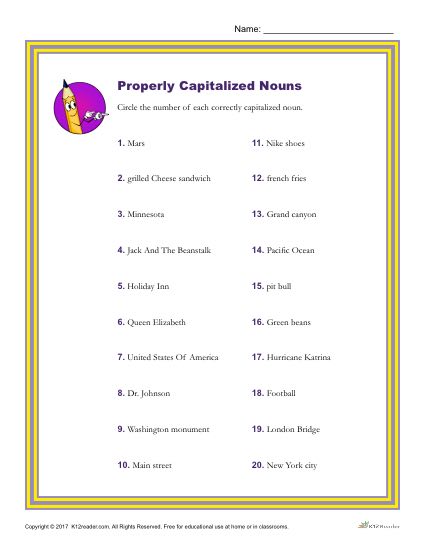 Name:
Properly Capitalized Nouns
Circle the number of each correctly capitalized noun.
1. Mars
2. grilled Cheese sandwich
3. Minnesota
4. Jack And The Beanstalk
5. Holiday Inn
6. Queen Elizabeth
7. United States Of America
8. Dr. Johnson
9. Washington monument
10. Main street
11. Nike shoes
12. french fries
13. Grand canyon
14. Pacific Ocean
15. pit bull
16. Green beans
17. Hurricane Katrina
18. Football
19. London Bridge
20. New York city
Copyright © 2017 K12reader.com. All Rights Reserved. Free for educational use at home or in classrooms.
K12Reader